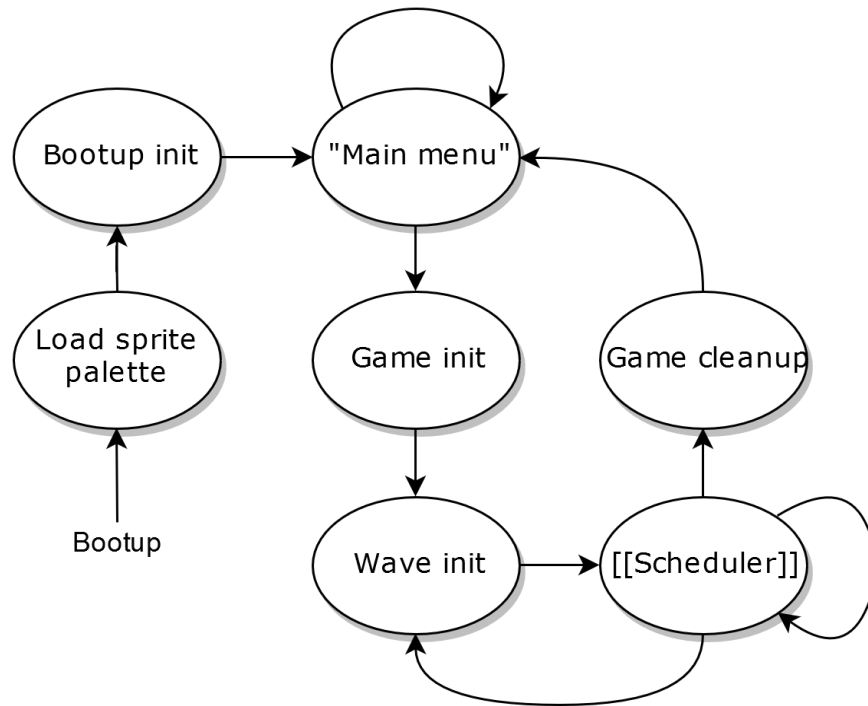 Bootup init
"Main menu"
Load sprite
palette
Game init
Game cleanup
Bootup
Wave init
[[Scheduler]]